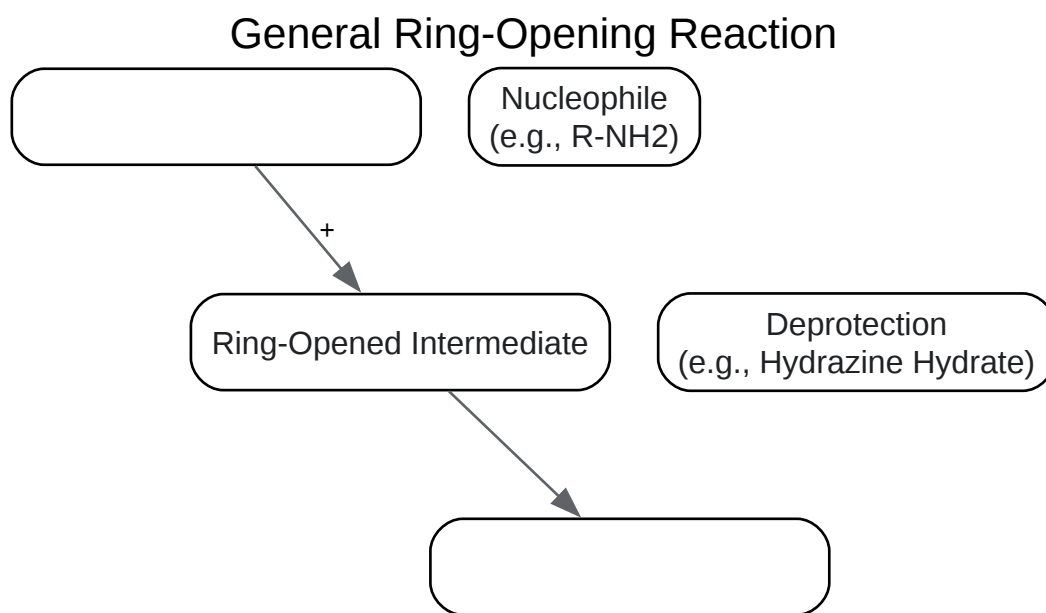 General Ring-Opening Reaction
Nucleophile
(e.g., R-NH2)
+
Ring-Opened Intermediate
Deprotection
(e.g., Hydrazine Hydrate)